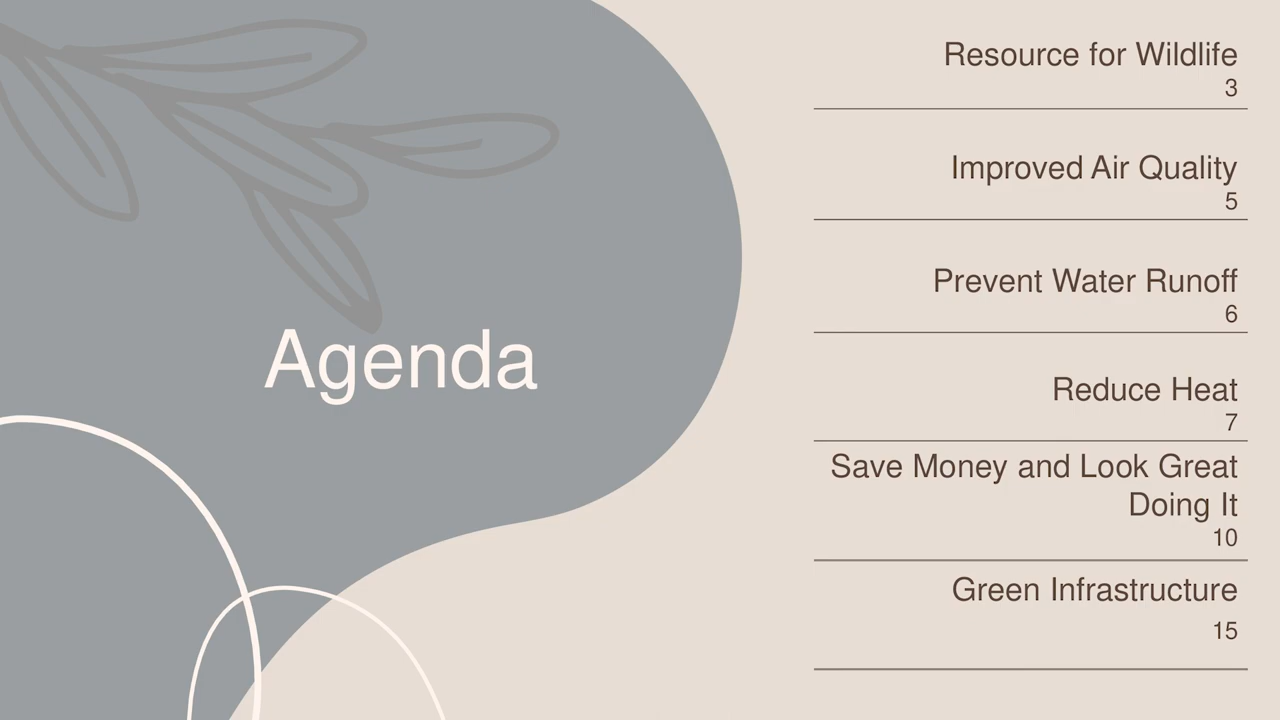 Agenda
Resource for Wildlife
3
Improved Air Quality
5
Prevent Water Runoff
6
Reduce Heat
7
Save Money and Look Great
Doing It
10
Green Infrastructure
15